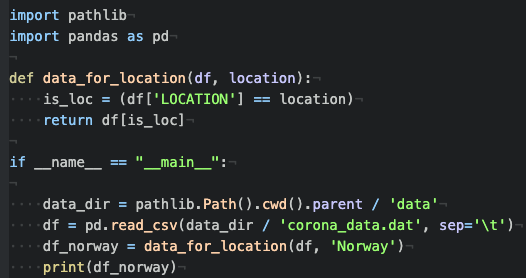 import pathlib
import pandas as pd

def data_for_location(df, location):
    is_loc = (df['LOCATION'] == location)
    return df[is_loc]

if __name__ == "__main__":

    data_dir = pathlib.Path().cwd().parent / 'data'
    df = pd.read_csv(data_dir / 'corona_data.dat', sep='\t')
    df_norway = data_for_location(df, 'Norway')
    print(df_norway)